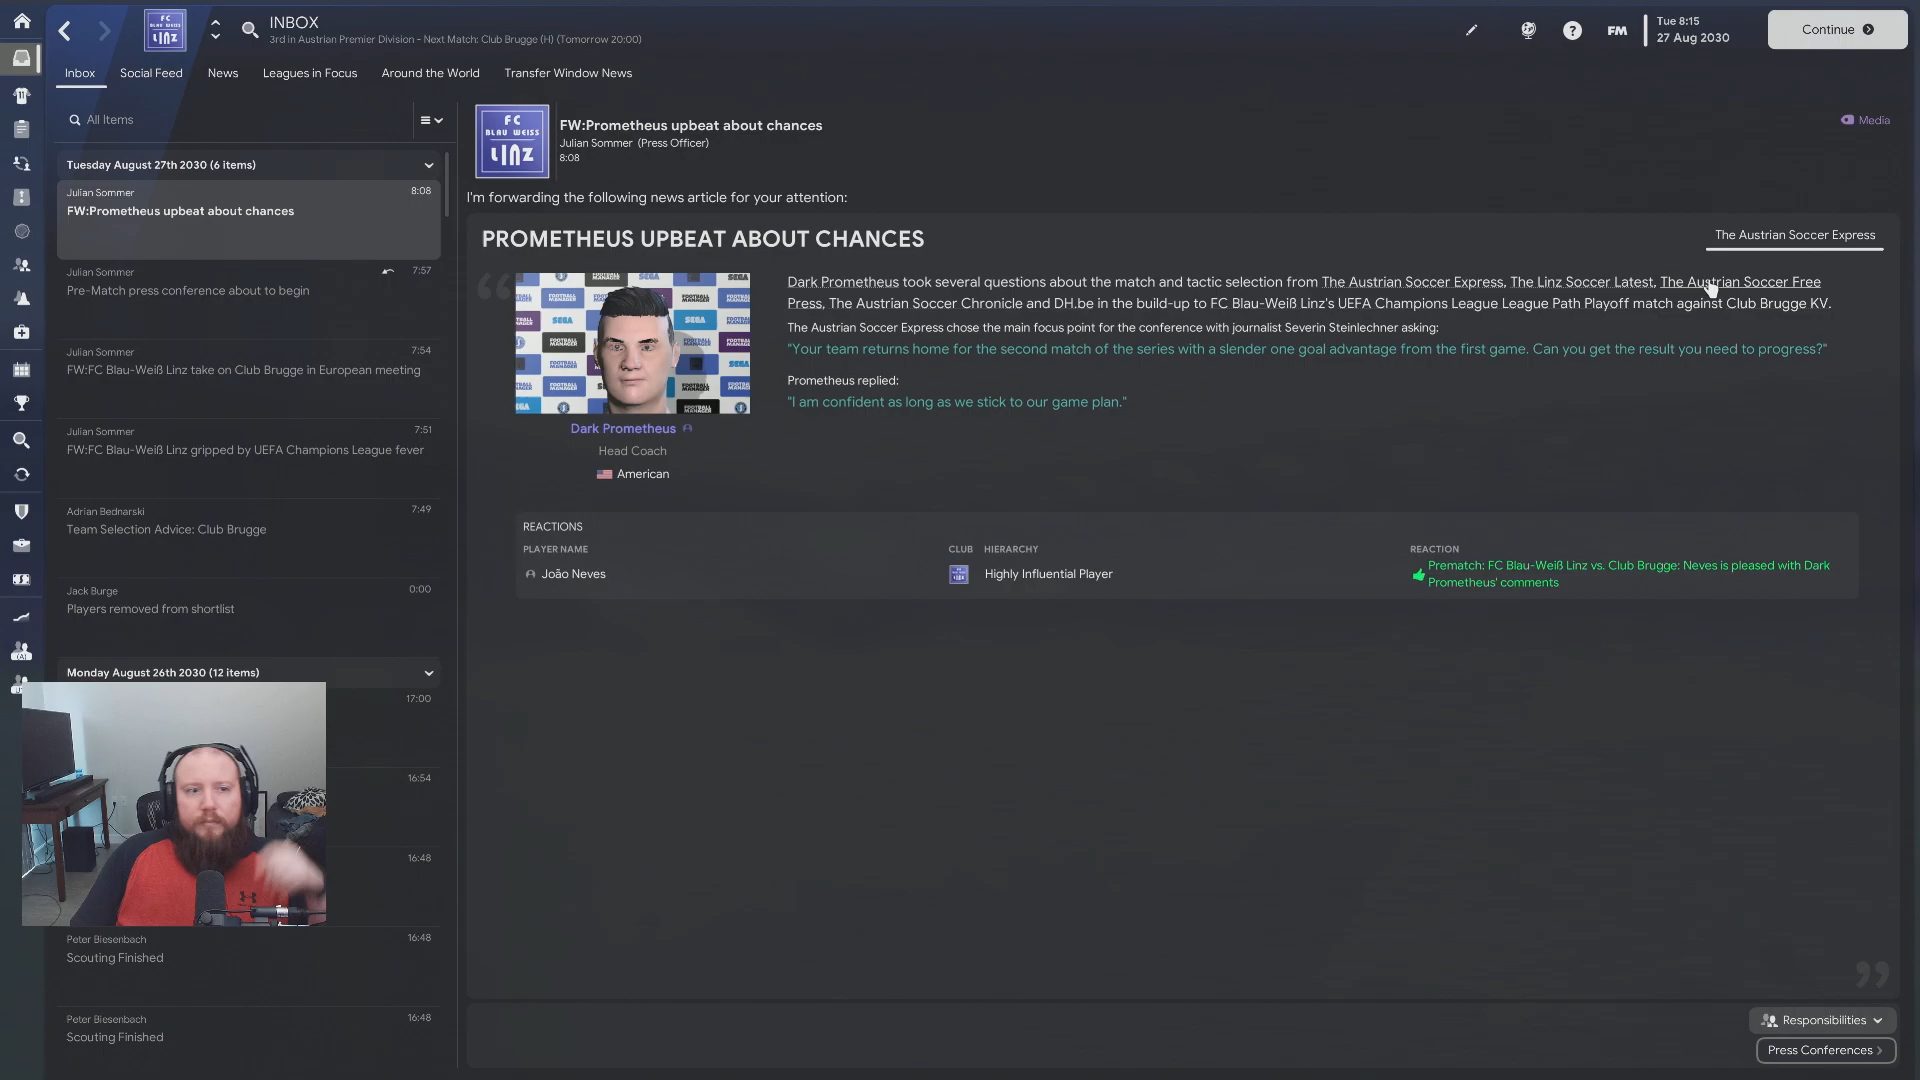 FC
BLAU WEISS
LINZ
INBOX
3rd in Austrian Premier Division - Next Match: Club Brugge (H) (Tomorrow 20:00)
FM
Tue 8:15
27 Aug 2030
Continue
Inbox
Social Feed
News
Leagues in Focus
Around the World
Transfer Window News
All Items
Tuesday August 27th 2030 (6 items)
Julian Sommer
8:08
FW:Prometheus upbeat about chances
Julian Sommer
7:57
Pre-Match press conference about to begin
Julian Sommer
7:54
FW:FC Blau-Weiß Linz take on Club Brugge in European meeting
Julian Sommer
7:51
FW:FC Blau-Weiß Linz gripped by UEFA Champions League fever
Adrian Bednarski
7:49
Team Selection Advice: Club Brugge
Jack Burge
0:00
Players removed from shortlist
Monday August 26th 2030 (12 items)
17:00
16:54
16:48
Peter Biesenbach
16:48
Scouting Finished
Peter Biesenbach
16:48
Scouting Finished
FC
BLAU WEISS
LINZ
FW:Prometheus upbeat about chances
Julian Sommer (Press Officer)
8:08
Media
I'm forwarding the following news article for your attention:
PROMETHEUS UPBEAT ABOUT CHANCES
The Austrian Soccer Express
Dark Prometheus took several questions about the match and tactic selection from The Austrian Soccer Express, The Linz Soccer Latest, The Austrian Soccer Free
Press, The Austrian Soccer Chronicle and DH.be in the build-up to FC Blau-Weiß Linz's UEFA Champions League League Path Playoff match against Club Brugge KV.
The Austrian Soccer Express chose the main focus point for the conference with journalist Severin Steinlechner asking:
"Your team returns home for the second match of the series with a slender one goal advantage from the first game. Can you get the result you need to progress?"
Prometheus replied:
"I am confident as long as we stick to our game plan."
Dark Prometheus
Head Coach
American
REACTIONS
PLAYER NAME
CLUB
HIERARCHY
REACTION
João Neves
Highly Influential Player
Prematch: FC Blau-Weiß Linz vs. Club Brugge: Neves is pleased with Dark
Prometheus' comments
Responsibilities
Press Conferences